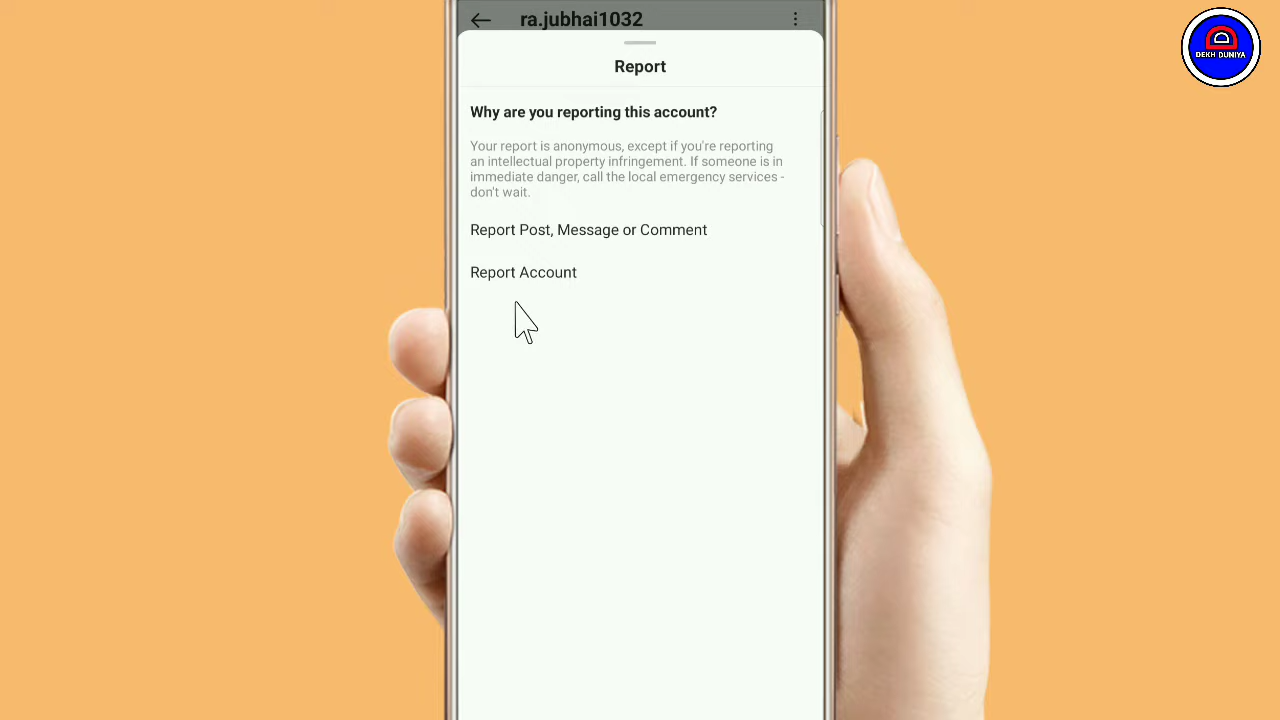 ra.jubhai1032
DEKH DUNIYA
Report
Why are you reporting this account?
Your report is anonymous, except if you're reporting
an intellectual property infringement. If someone is in
immediate danger, call the local emergency services -
don't wait.
Report Post, Message or Comment
Report Account